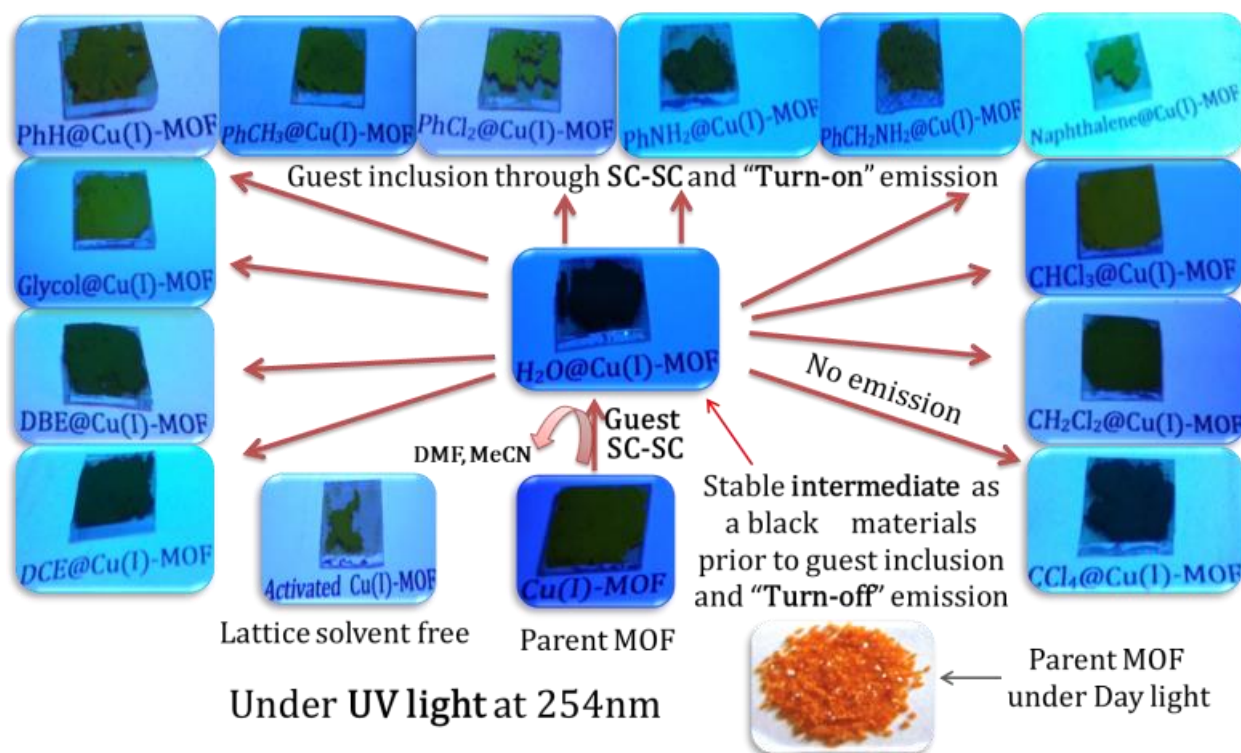 PhH@Cu(I)-MOF
PhCH₃@Cu(I)-MOF
PhCl₂@Cu(I)-MOF
PhNH₂@Cu(I)-MOF
PhCH₂NH₂@Cu(I)-MOF
Naphthalene@Cu(I)-MOF
Guest inclusion through SC-SC and “Turn-on” emission
Glycol@Cu(I)-MOF
CHCl₃@Cu(I)-MOF
H₂O@Cu(I)-MOF
DBE@Cu(I)-MOF
No emission
CH₂Cl₂@Cu(I)-MOF
DMF, MeCN
Guest
SC-SC
Stable intermediate as
a black materials
prior to guest inclusion
and “Turn-off” emission
DCE@Cu(I)-MOF
Activated Cu(I)-MOF
Cu(I)-MOF
CCl₄@Cu(I)-MOF
Lattice solvent free
Parent MOF
Under UV light at 254nm
Parent MOF
under Day light